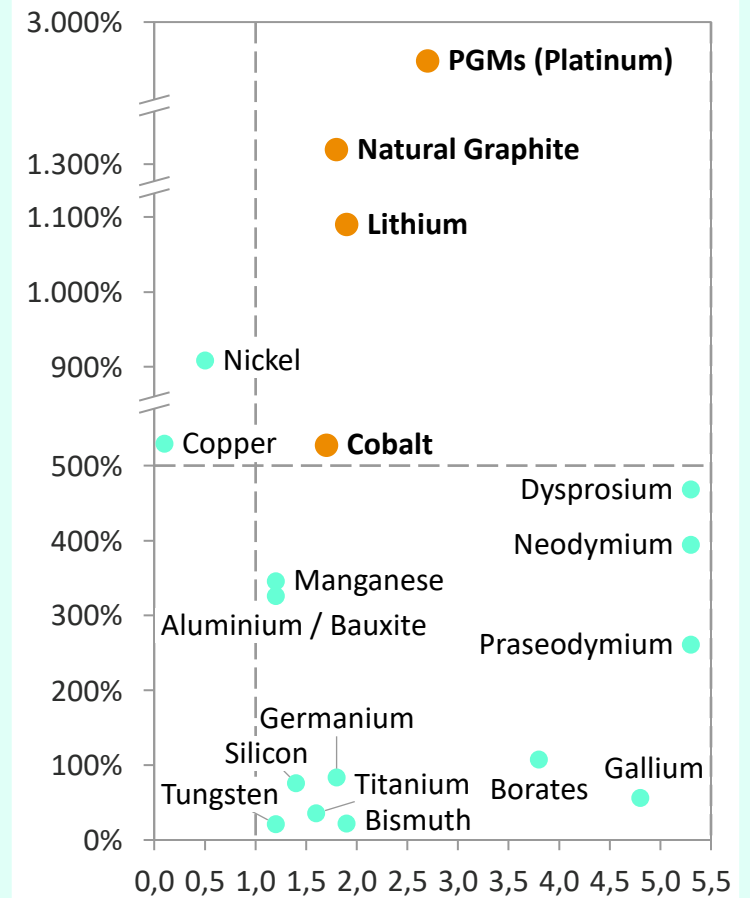 3.000%
PGMs (Platinum)
Natural Graphite
1.300%
Lithium
1.100%
1.000%
Nickel
900%
Copper
Cobalt
500%
Dysprosium
Neodymium
400%
Manganese
300%
Aluminium / Bauxite
Praseodymium
200%
Germanium
Silicon
100%
Gallium
Titanium
Borates
Tungsten
Bismuth
0%
0,0 0,5 1,0 1,5 2,0 2,5 3,0 3,5 4,0 4,5 5,0 5,5